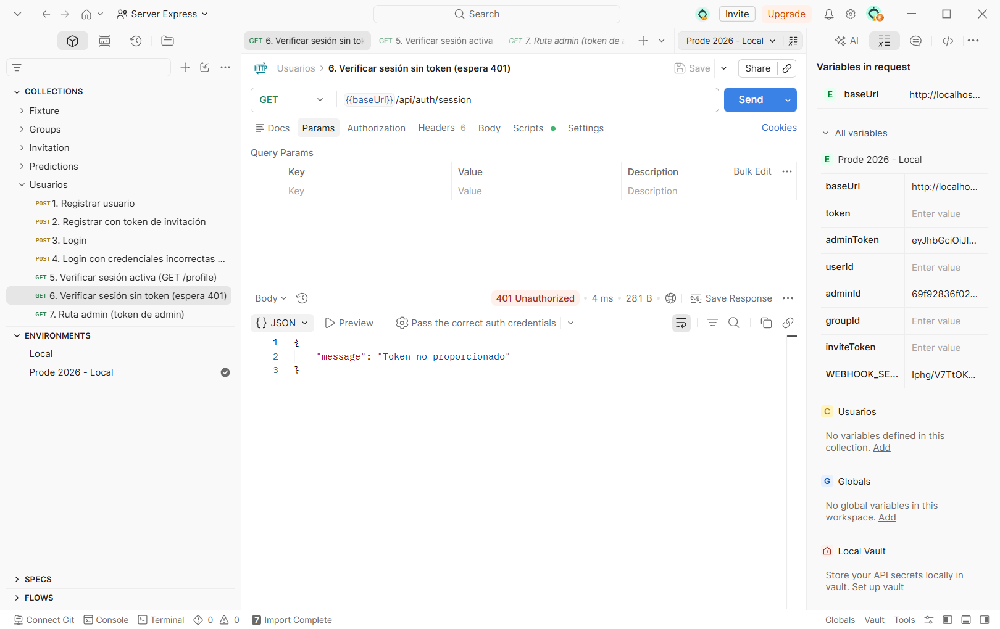 Server Express
Search
Invite
Upgrade
GET 6. Verificar sesión sin tok
GET 5. Verificar sesión activa
GET 7. Ruta admin (token de a
Prode 2026 - Local
AI
HTTP
Usuarios > 6. Verificar sesión sin token (espera 401)
Save
Share
GET
{{baseUrl}} /api/auth/session
Send
Docs
Params
Authorization
Headers 6
Body
Scripts
Settings
Cookies
Query Params
Key
Value
Description
Bulk Edit
Key
Value
Description
COLLECTIONS
Fixture
Groups
Invitation
Predictions
Usuarios
POST 1. Registrar usuario
POST 2. Registrar con token de invitación
POST 3. Login
POST 4. Login con credenciales incorrectas ...
GET 5. Verificar sesión activa (GET /profile)
GET 6. Verificar sesión sin token (espera 401)
GET 7. Ruta admin (token de admin)
ENVIRONMENTS
Local
Prode 2026 - Local
SPECS
FLOWS
Body
401 Unauthorized
4 ms
281 B
e.g. Save Response
{} JSON
Preview
Pass the correct auth credentials
1 {
2 "message": "Token no proporcionado"
3 }
Variables in request
E baseUrl
http://localhos...
All variables
E Prode 2026 - Local
baseUrl
http://localho...
token
Enter value
adminToken
eyJhbGciOiJI...
userId
Enter value
adminId
69f92836f02...
groupId
Enter value
inviteToken
Enter value
WEBHOOK_SE...
Iphg/V7TtOK...
C Usuarios
No variables defined in this
collection. Add
G Globals
No global variables in this
workspace. Add
Local Vault
Store your API secrets locally in
vault. Set up vault
Connect Git
Console
Terminal
0
0
7 Import Complete
Globals
Vault
Tools